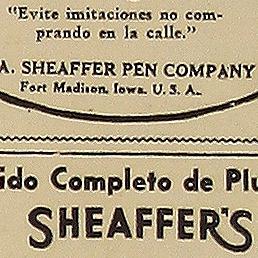 “Evite imitaciones no com-
prando en la calle.”
A. SHEAFFER PEN COMPANY
Fort Madison, Iowa, U. S. A.
ido Completo de Plu
SHEAFFER'S